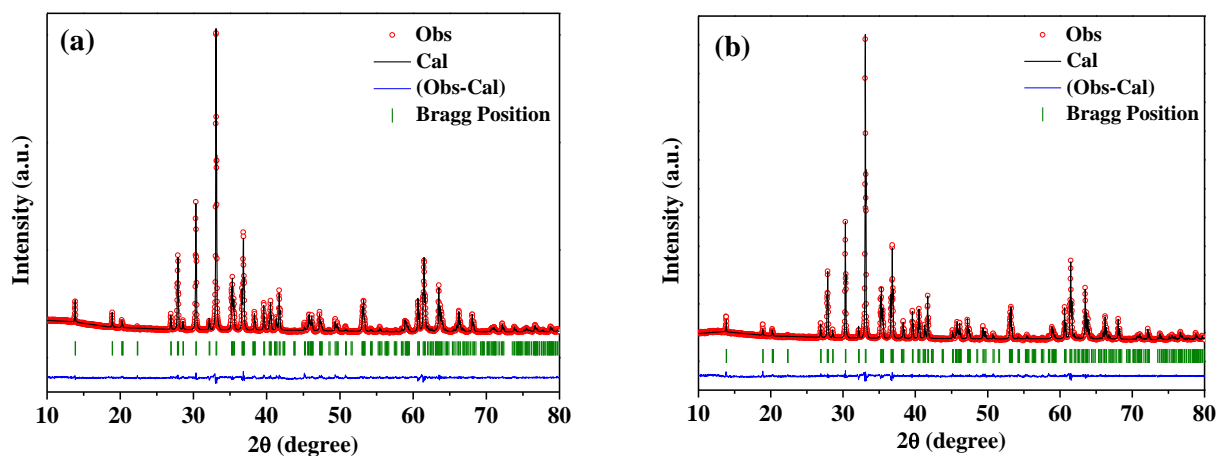 (a)
Obs
Cal
(Obs-Cal)
Bragg Position
Intensity (a.u.)
10 20 30 40 50 60 70 80
2θ (degree)
(b)
Obs
Cal
(Obs-Cal)
Bragg Position
Intensity (a.u.)
10 20 30 40 50 60 70 80
2θ (degree)